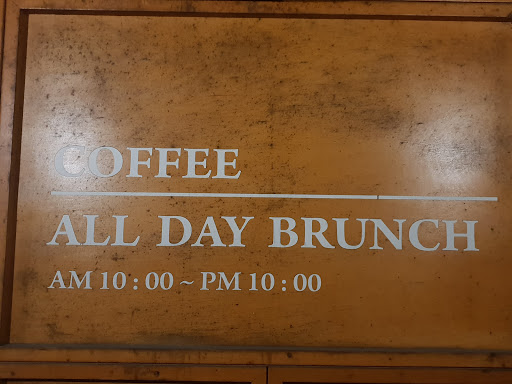 COFFEE
ALL DAY BRUNCH
AM 10 : 00 ~ PM 10 : 00